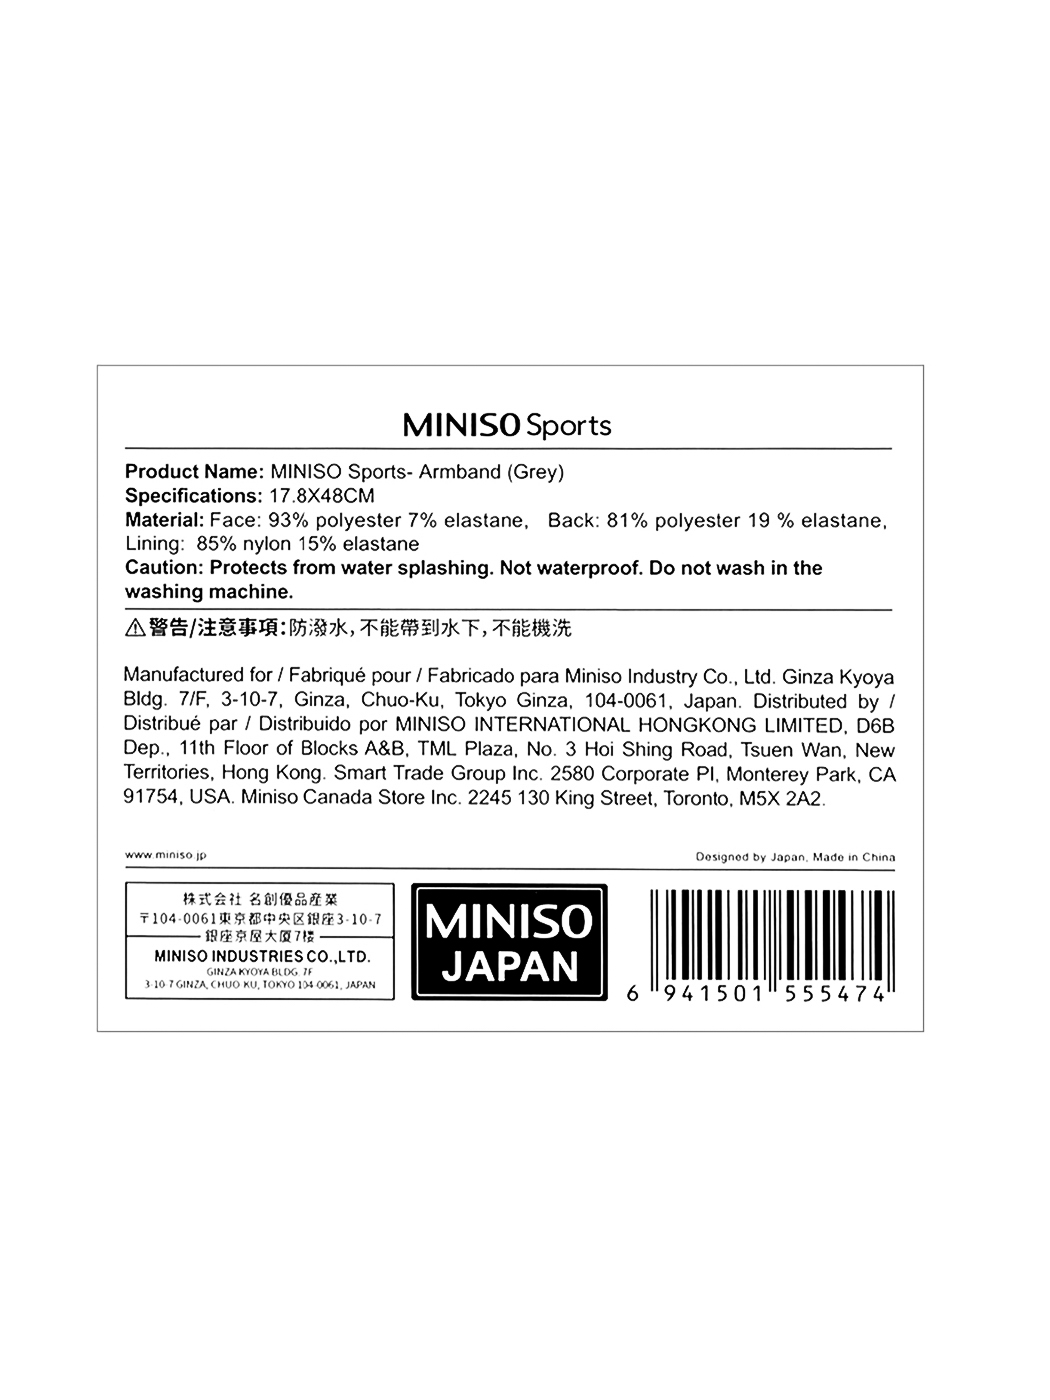 MINISO Sports
Product Name: MINISO Sports- Armband (Grey)
Specifications: 17.8X48CM
Material: Face: 93% polyester 7% elastane, Back: 81% polyester 19 % elastane,
Lining: 85% nylon 15% elastane
Caution: Protects from water splashing. Not waterproof. Do not wash in the
washing machine.
⚠警告/注意事項:防潑水,不能帶到水下,不能機洗
Manufactured for / Fabriqué pour / Fabricado para Miniso Industry Co., Ltd. Ginza Kyoya
Bldg. 7/F, 3-10-7, Ginza, Chuo-Ku, Tokyo Ginza, 104-0061, Japan. Distributed by /
Distribué par / Distribuido por MINISO INTERNATIONAL HONGKONG LIMITED, D6B
Dep., 11th Floor of Blocks A&B, TML Plaza, No. 3 Hoi Shing Road, Tsuen Wan, New
Territories, Hong Kong. Smart Trade Group Inc. 2580 Corporate Pl, Monterey Park, CA
91754, USA. Miniso Canada Store Inc. 2245 130 King Street, Toronto, M5X 2A2.
www.miniso.jp
Designed by Japan, Made in China
株式会社 名創優品産業
〒104-0061東京都中央区銀座3-10-7
銀座京屋大厦7楼
MINISO INDUSTRIES CO.,LTD.
GINZA KYOYA BLDG. 7F
3-10-7 GINZA, CHUO-KU, TOKYO 104-0061, JAPAN
MINISO
JAPAN
6 941501 555474